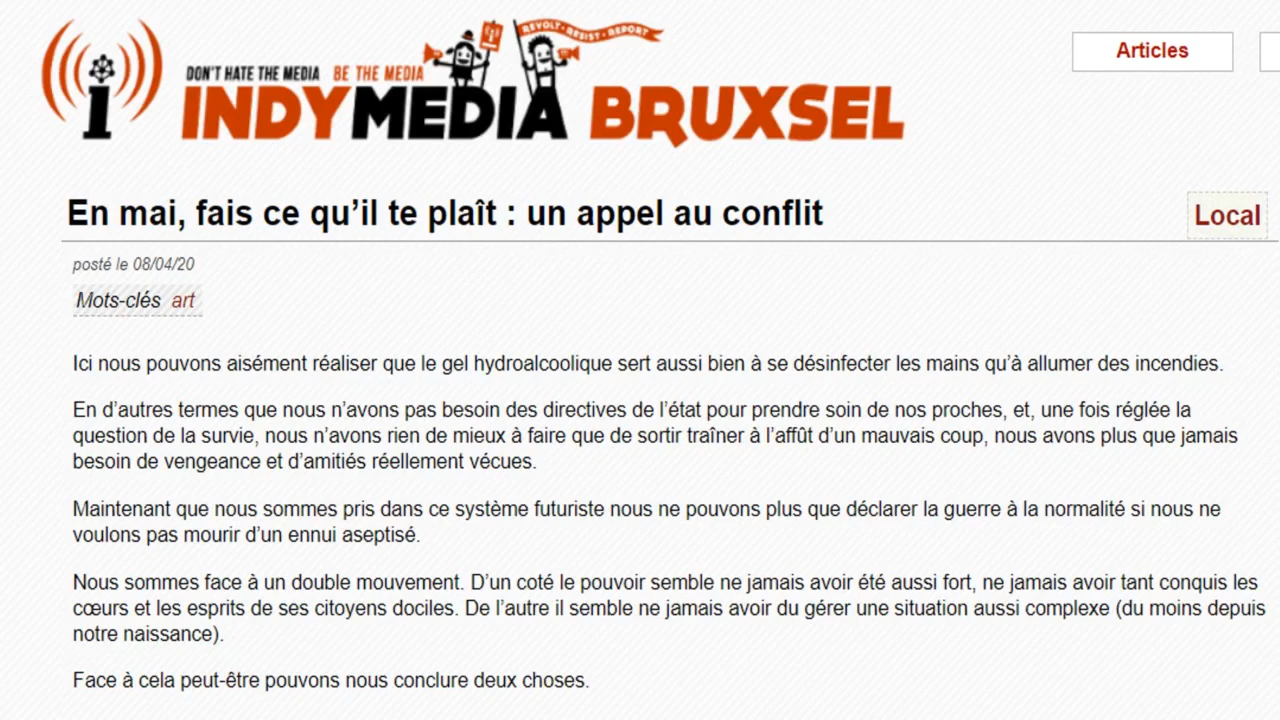 REVOLT • RESIST • REPORT
DON'T HATE THE MEDIA BE THE MEDIA
i INDYMEDIA BRUXSEL
Articles
En mai, fais ce qu’il te plaît : un appel au conflit
Local
posté le 08/04/20
Mots-clés art
Ici nous pouvons aisément réaliser que le gel hydroalcoolique sert aussi bien à se désinfecter les mains qu’à allumer des incendies.
En d’autres termes que nous n’avons pas besoin des directives de l’état pour prendre soin de nos proches, et, une fois réglée la
question de la survie, nous n’avons rien de mieux à faire que de sortir traîner à l’affût d’un mauvais coup, nous avons plus que jamais
besoin de vengeance et d’amitiés réellement vécues.
Maintenant que nous sommes pris dans ce système futuriste nous ne pouvons plus que déclarer la guerre à la normalité si nous ne
voulons pas mourir d’un ennui aseptisé.
Nous sommes face à un double mouvement. D’un coté le pouvoir semble ne jamais avoir été aussi fort, ne jamais avoir tant conquis les
cœurs et les esprits de ses citoyens dociles. De l’autre il semble ne jamais avoir du gérer une situation aussi complexe (du moins depuis
notre naissance).
Face à cela peut-être pouvons nous conclure deux choses.